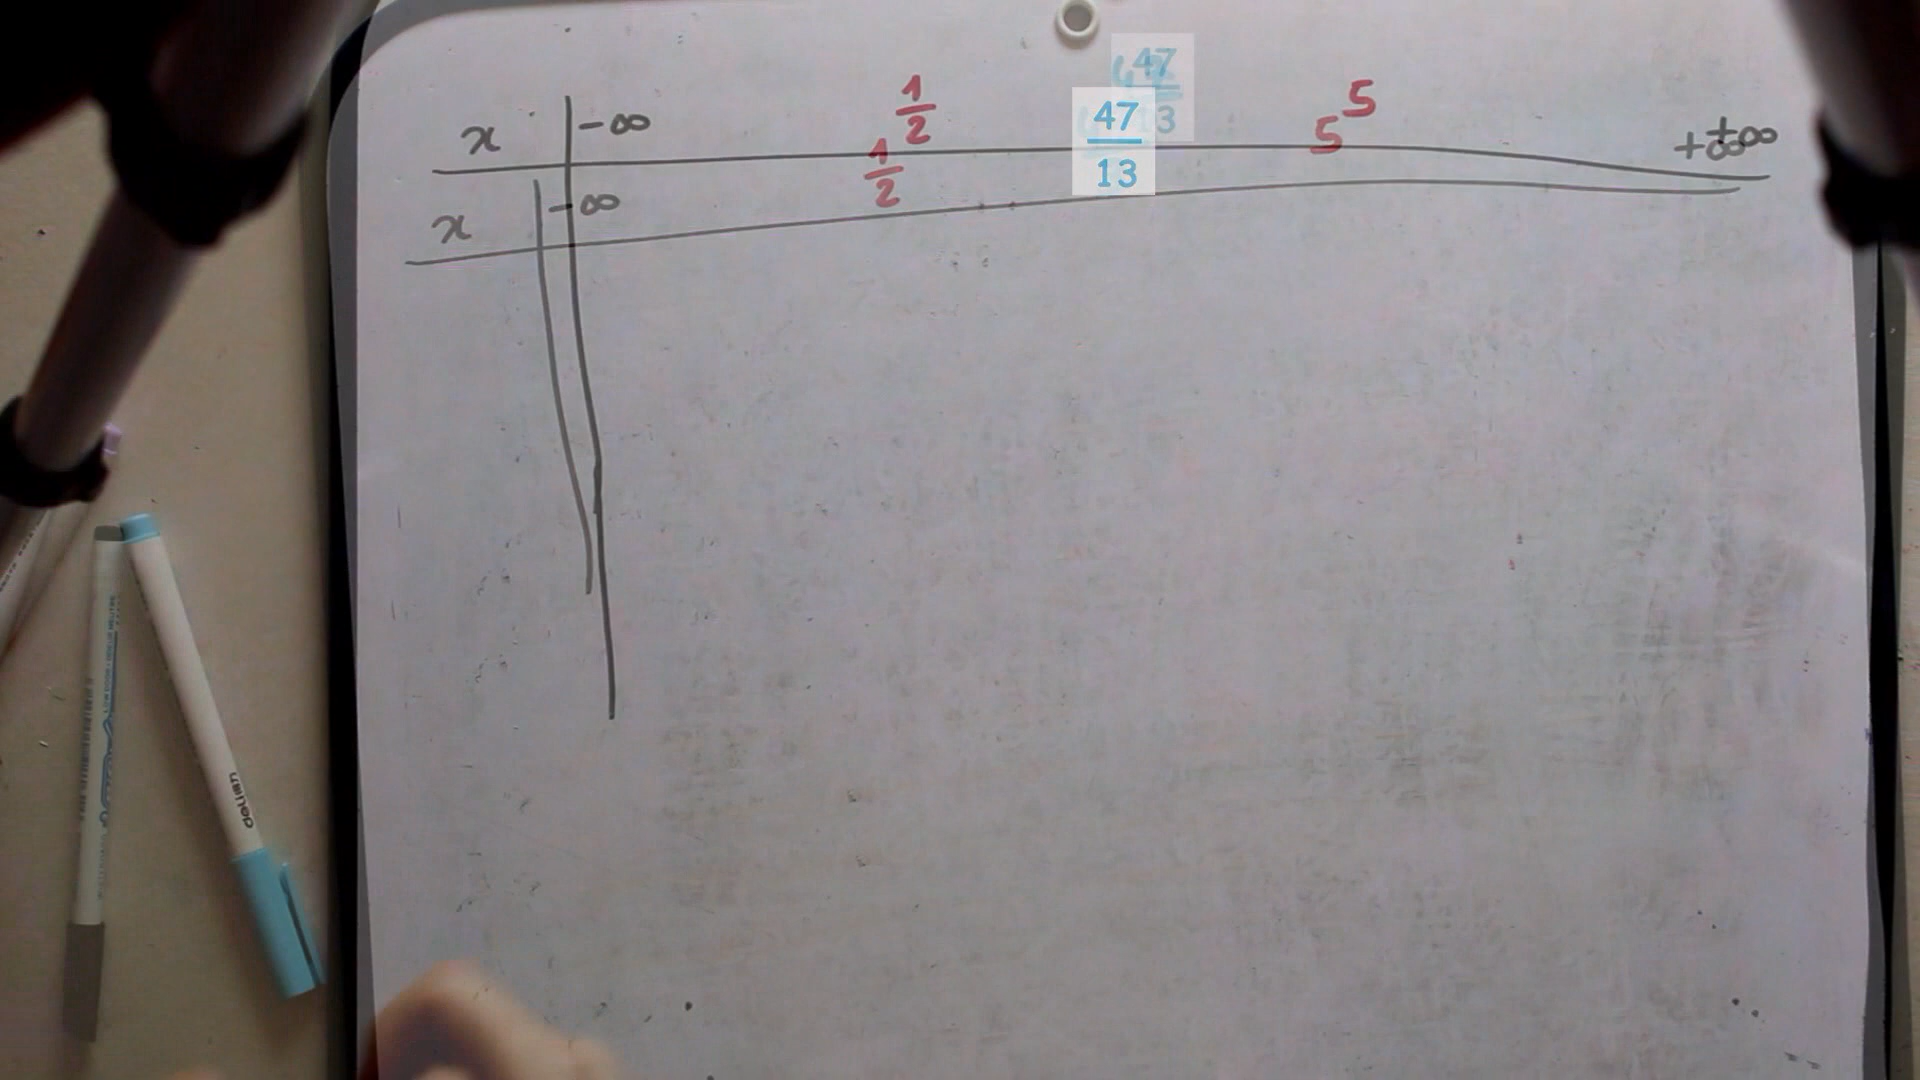 x -∞ 1/2 47/13 5 +∞
x -∞ 1/2 47/13 5 +∞
deli